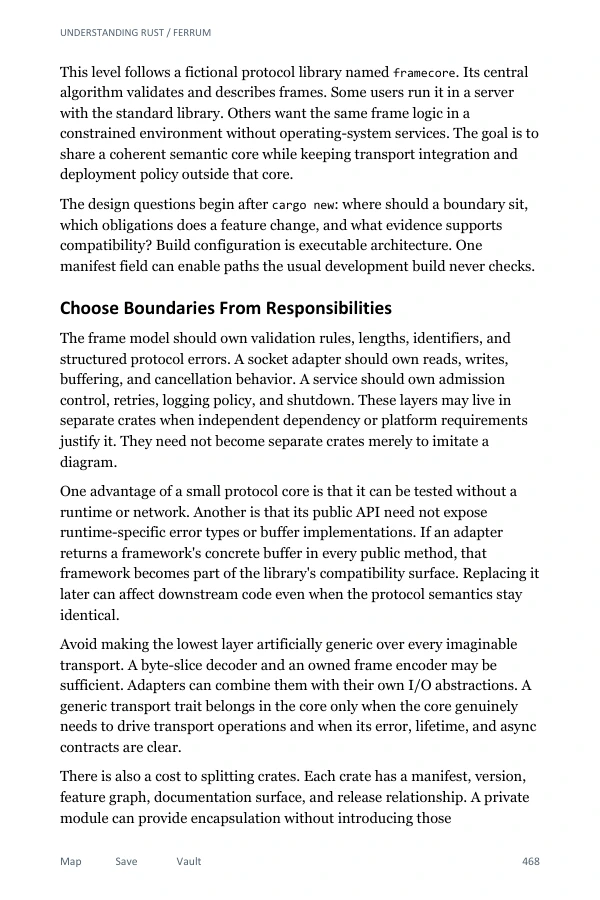 UNDERSTANDING RUST / FERRUM
This level follows a fictional protocol library named framecore. Its central
algorithm validates and describes frames. Some users run it in a server
with the standard library. Others want the same frame logic in a
constrained environment without operating-system services. The goal is to
share a coherent semantic core while keeping transport integration and
deployment policy outside that core.
The design questions begin after cargo new: where should a boundary sit,
which obligations does a feature change, and what evidence supports
compatibility? Build configuration is executable architecture. One
manifest field can enable paths the usual development build never checks.
Choose Boundaries From Responsibilities
The frame model should own validation rules, lengths, identifiers, and
structured protocol errors. A socket adapter should own reads, writes,
buffering, and cancellation behavior. A service should own admission
control, retries, logging policy, and shutdown. These layers may live in
separate crates when independent dependency or platform requirements
justify it. They need not become separate crates merely to imitate a
diagram.
One advantage of a small protocol core is that it can be tested without a
runtime or network. Another is that its public API need not expose
runtime-specific error types or buffer implementations. If an adapter
returns a framework's concrete buffer in every public method, that
framework becomes part of the library's compatibility surface. Replacing it
later can affect downstream code even when the protocol semantics stay
identical.
Avoid making the lowest layer artificially generic over every imaginable
transport. A byte-slice decoder and an owned frame encoder may be
sufficient. Adapters can combine them with their own I/O abstractions. A
generic transport trait belongs in the core only when the core genuinely
needs to drive transport operations and when its error, lifetime, and async
contracts are clear.
There is also a cost to splitting crates. Each crate has a manifest, version,
feature graph, documentation surface, and release relationship. A private
module can provide encapsulation without introducing those
Map Save Vault 468